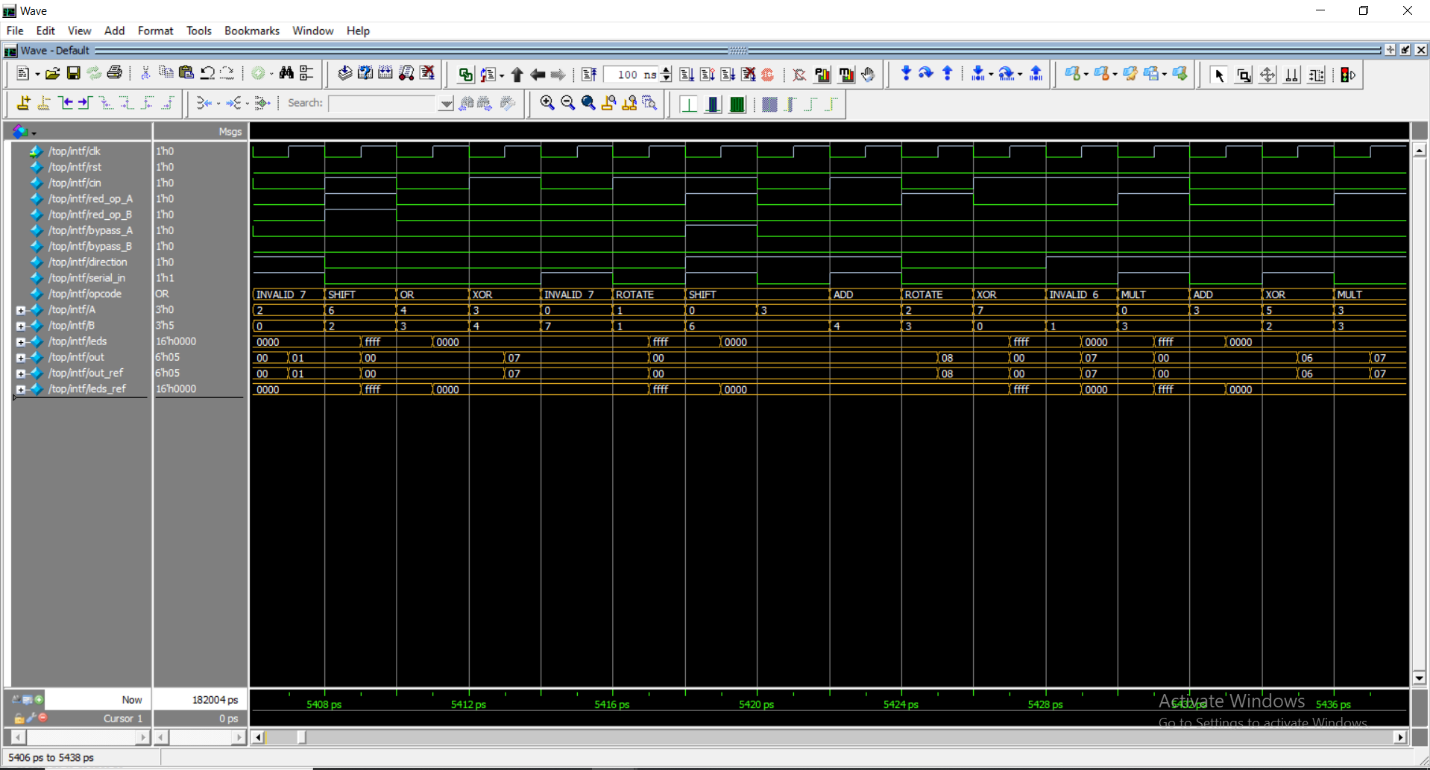 Wave
File Edit View Add Format Tools Bookmarks Window Help
Wave - Default
100 ns
Search:
Msgs
/top/intf/clk 1'h0
/top/intf/rst 1'h0
/top/intf/cin 1'h0
/top/intf/red_op_A 1'h0
/top/intf/red_op_B 1'h0
/top/intf/bypass_A 1'h0
/top/intf/bypass_B 1'h0
/top/intf/direction 1'h0
/top/intf/serial_in 1'h1
/top/intf/opcode OR INVALID_7 SHIFT OR XOR INVALID_7 ROTATE SHIFT ADD ROTATE XOR INVALID_6 MULT ADD XOR MULT
/top/intf/A 3'h0 2 6 4 3 0 1 0 3 2 7 0 3 5 3
/top/intf/B 3'h5 0 2 3 4 7 1 6 4 3 0 1 3 2 3
/top/intf/leds 16'h0000 0000 ffff 0000 ffff 0000 ffff 0000 ffff 0000
/top/intf/out 6'h05 00 01 00 07 00 08 00 07 00 06 07
/top/intf/out_ref 6'h05 00 01 00 07 00 08 00 07 00 06 07
/top/intf/leds_ref 16'h0000 0000 ffff 0000 ffff 0000 ffff 0000 ffff 0000
Now 182004 ps
5408 ps 5412 ps 5416 ps 5420 ps 5424 ps 5428 ps 5432 ps 5436 ps
Cursor 1 0 ps
Activate Windows
Go to Settings to activate Windows.
5406 ps to 5438 ps